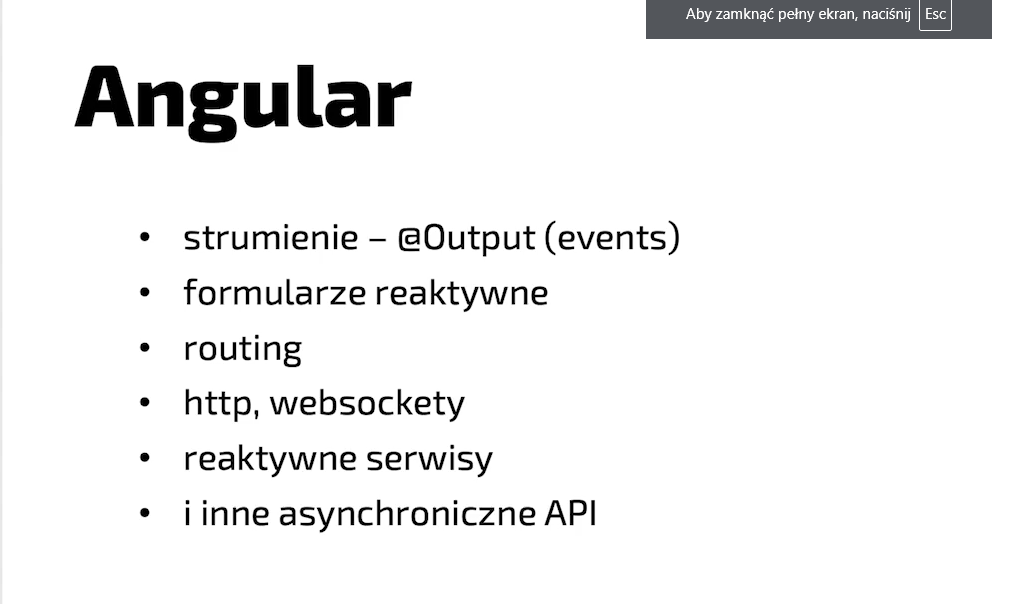 Aby zamknąć pełny ekran, naciśnij Esc
Angular
• strumienie – @Output (events)
• formularze reaktywne
• routing
• http, websockety
• reaktywne serwisy
• i inne asynchroniczne API